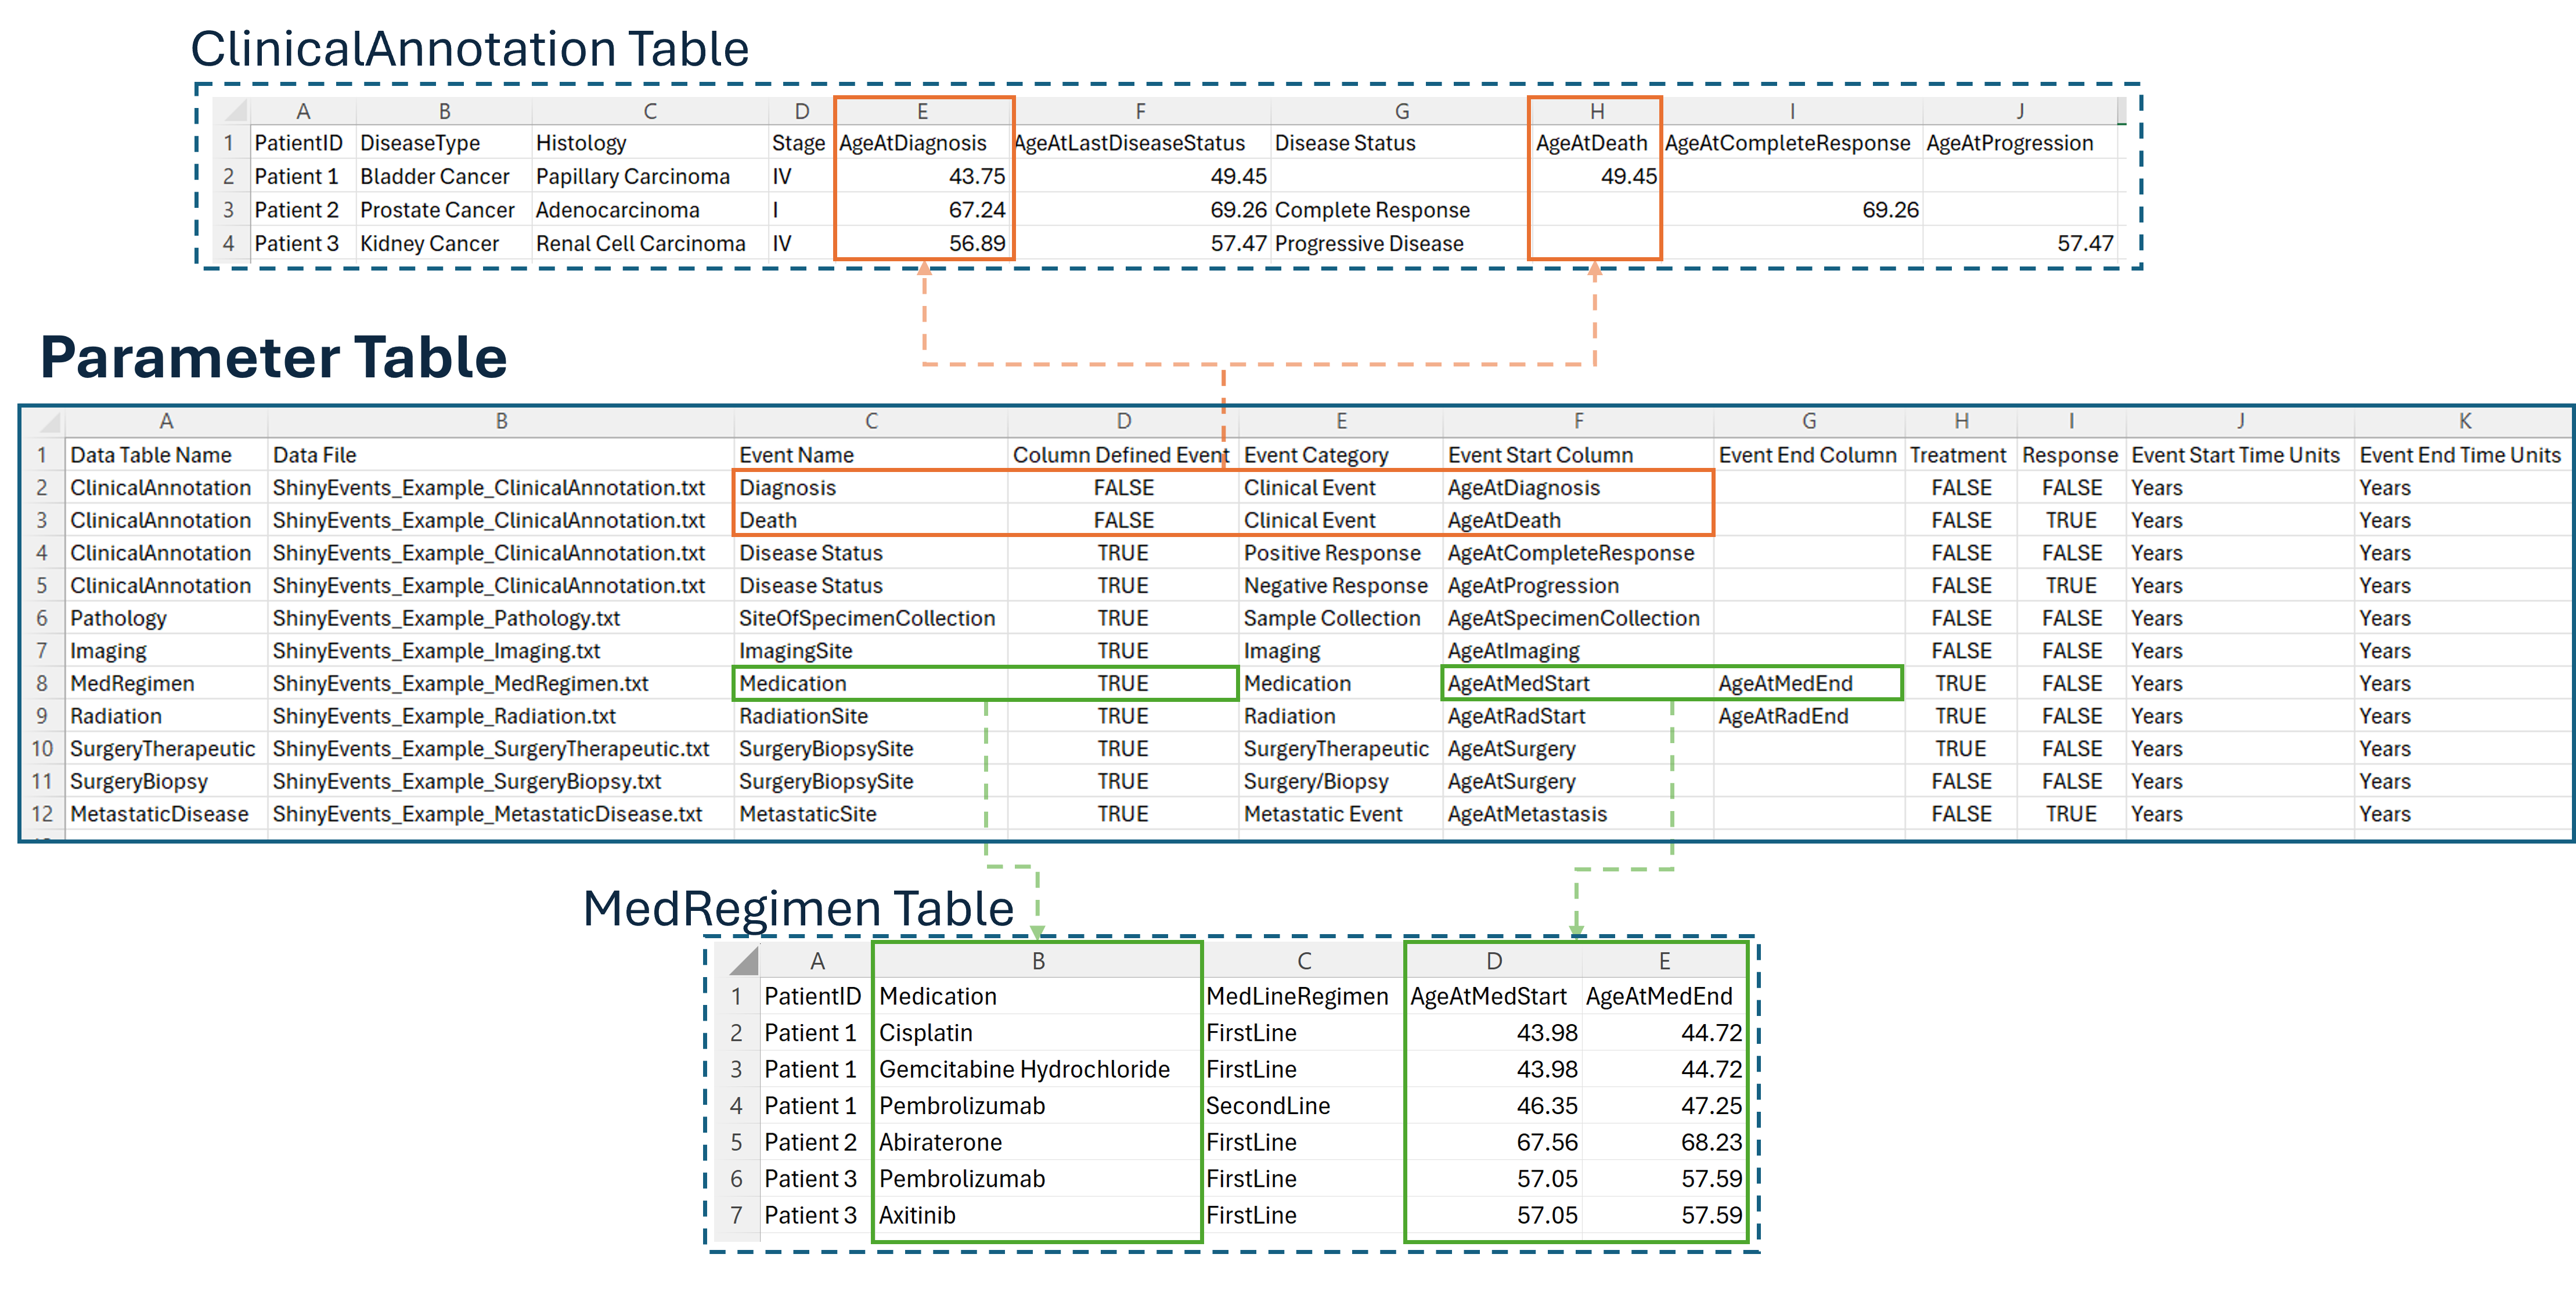 ClinicalAnnotation Table
A B C D E F G H I J
1 PatientID DiseaseType Histology Stage AgeAtDiagnosis AgeAtLastDiseaseStatus Disease Status AgeAtDeath AgeAtCompleteResponse AgeAtProgression
2 Patient 1 Bladder Cancer Papillary Carcinoma IV 43.75 49.45 49.45
3 Patient 2 Prostate Cancer Adenocarcinoma I 67.24 69.26 Complete Response 69.26
4 Patient 3 Kidney Cancer Renal Cell Carcinoma IV 56.89 57.47 Progressive Disease 57.47
Parameter Table
A B C D E F G H I J K
1 Data Table Name Data File Event Name Column Defined Event Event Category Event Start Column Event End Column Treatment Response Event Start Time Units Event End Time Units
2 ClinicalAnnotation ShinyEvents_Example_ClinicalAnnotation.txt Diagnosis FALSE Clinical Event AgeAtDiagnosis FALSE FALSE Years Years
3 ClinicalAnnotation ShinyEvents_Example_ClinicalAnnotation.txt Death FALSE Clinical Event AgeAtDeath FALSE TRUE Years Years
4 ClinicalAnnotation ShinyEvents_Example_ClinicalAnnotation.txt Disease Status TRUE Positive Response AgeAtCompleteResponse FALSE FALSE Years Years
5 ClinicalAnnotation ShinyEvents_Example_ClinicalAnnotation.txt Disease Status TRUE Negative Response AgeAtProgression FALSE TRUE Years Years
6 Pathology ShinyEvents_Example_Pathology.txt SiteOfSpecimenCollection TRUE Sample Collection AgeAtSpecimenCollection FALSE FALSE Years Years
7 Imaging ShinyEvents_Example_Imaging.txt ImagingSite TRUE Imaging AgeAtImaging FALSE FALSE Years Years
8 MedRegimen ShinyEvents_Example_MedRegimen.txt Medication TRUE Medication AgeAtMedStart AgeAtMedEnd TRUE FALSE Years Years
9 Radiation ShinyEvents_Example_Radiation.txt RadiationSite TRUE Radiation AgeAtRadStart AgeAtRadEnd TRUE FALSE Years Years
10 SurgeryTherapeutic ShinyEvents_Example_SurgeryTherapeutic.txt SurgeryBiopsySite TRUE SurgeryTherapeutic AgeAtSurgery TRUE FALSE Years Years
11 SurgeryBiopsy ShinyEvents_Example_SurgeryBiopsy.txt SurgeryBiopsySite TRUE Surgery/Biopsy AgeAtSurgery FALSE FALSE Years Years
12 MetastaticDisease ShinyEvents_Example_MetastaticDisease.txt MetastaticSite TRUE Metastatic Event AgeAtMetastasis FALSE TRUE Years Years
MedRegimen Table
A B C D E
1 PatientID Medication MedLineRegimen AgeAtMedStart AgeAtMedEnd
2 Patient 1 Cisplatin FirstLine 43.98 44.72
3 Patient 1 Gemcitabine Hydrochloride FirstLine 43.98 44.72
4 Patient 1 Pembrolizumab SecondLine 46.35 47.25
5 Patient 2 Abiraterone FirstLine 67.56 68.23
6 Patient 3 Pembrolizumab FirstLine 57.05 57.59
7 Patient 3 Axitinib FirstLine 57.05 57.59